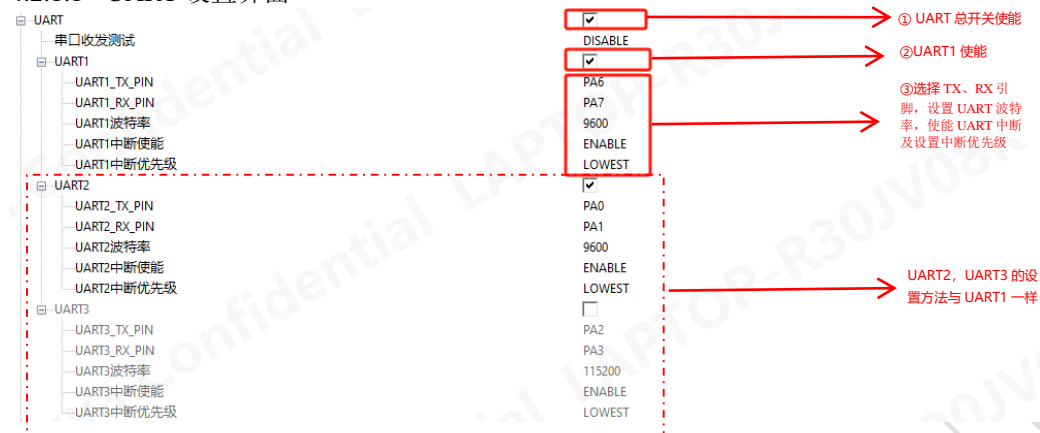 UART
① UART 总开关使能
串口收发测试 DISABLE
UART1
②UART1 使能
UART1_TX_PIN PA6
UART1_RX_PIN PA7
UART1波特率 9600
UART1中断使能 ENABLE
UART1中断优先级 LOWEST
③选择 TX、RX 引
脚，设置 UART 波特
率，使能 UART 中断
及设置中断优先级
UART2
UART2_TX_PIN PA0
UART2_RX_PIN PA1
UART2波特率 9600
UART2中断使能 ENABLE
UART2中断优先级 LOWEST
UART3
UART3_TX_PIN PA2
UART3_RX_PIN PA3
UART3波特率 115200
UART3中断使能 ENABLE
UART3中断优先级 LOWEST
UART2，UART3 的设
置方法与 UART1 一样
Confidential LAPTOP-R30JV08K